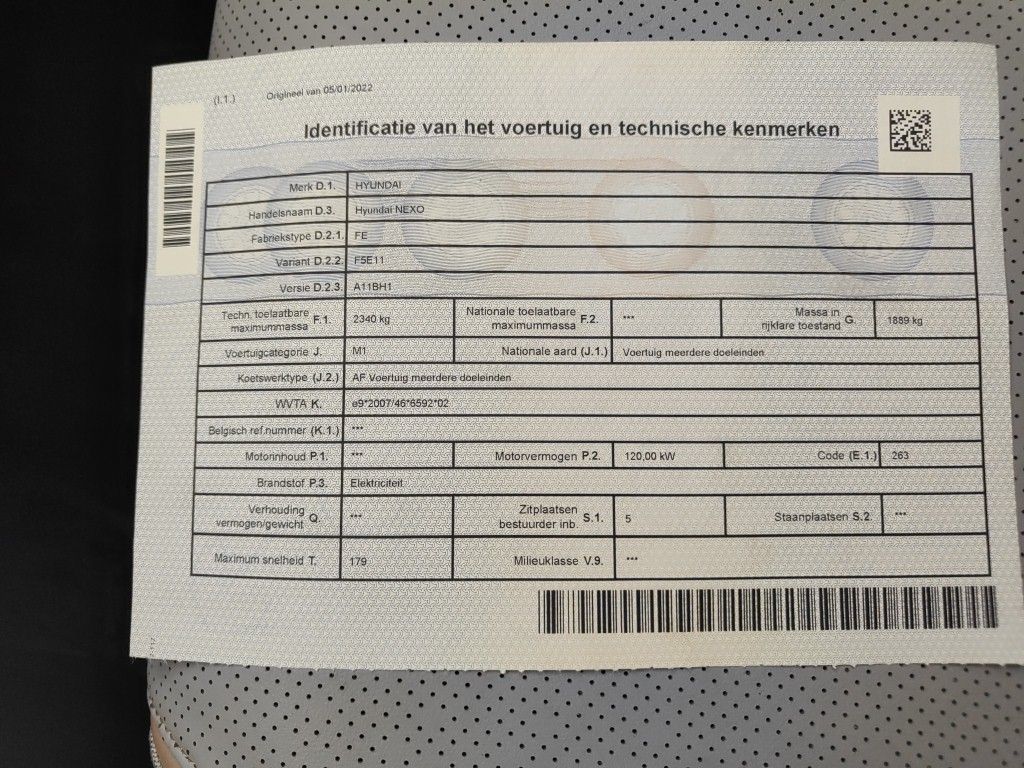 (I.1.) Origineel van 05/01/2022
Identificatie van het voertuig en technische kenmerken
Merk D.1. HYUNDAI
Handelsnaam D.3. Hyundai NEXO
Fabriekstype D.2.1. FE
Variant D.2.2. F5E11
Versie D.2.3. A11BH1
Techn. toelaatbare maximummassa F.1. 2340 kg Nationale toelaatbare maximummassa F.2. *** Massa in rijklare toestand G. 1889 kg
Voertuigcategorie J. M1 Nationale aard (J.1.) Voertuig meerdere doeleinden
Koetswerktype (J.2.) AF Voertuig meerdere doeleinden
WVTA K. e9*2007/46*6592*02
Belgisch ref.nummer (K.1.) ***
Motorinhoud P.1. *** Motorvermogen P.2. 120,00 kW Code (E.1.) 263
Brandstof P.3. Elektriciteit
Verhouding vermogen/gewicht Q. *** Zitplaatsen bestuurder inb. S.1. 5 Staanplaatsen S.2. ***
Maximum snelheid T. 179 Milieuklasse V.9. ***